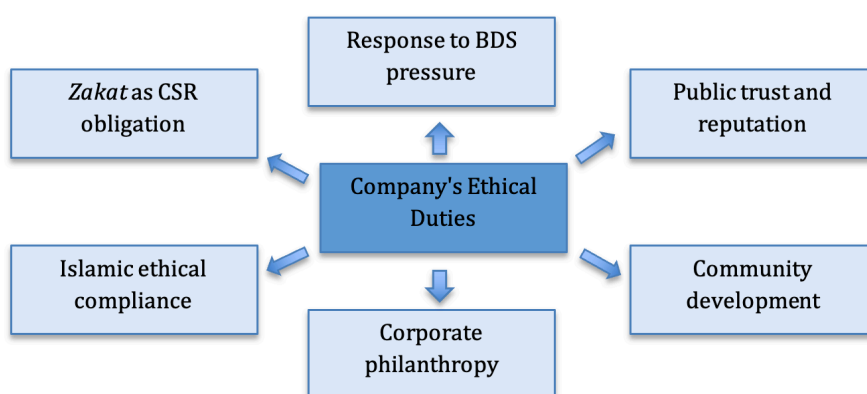 Response to BDS
pressure
Zakat as CSR
obligation
Public trust and
reputation
Company's Ethical
Duties
Islamic ethical
compliance
Community
development
Corporate
philanthropy